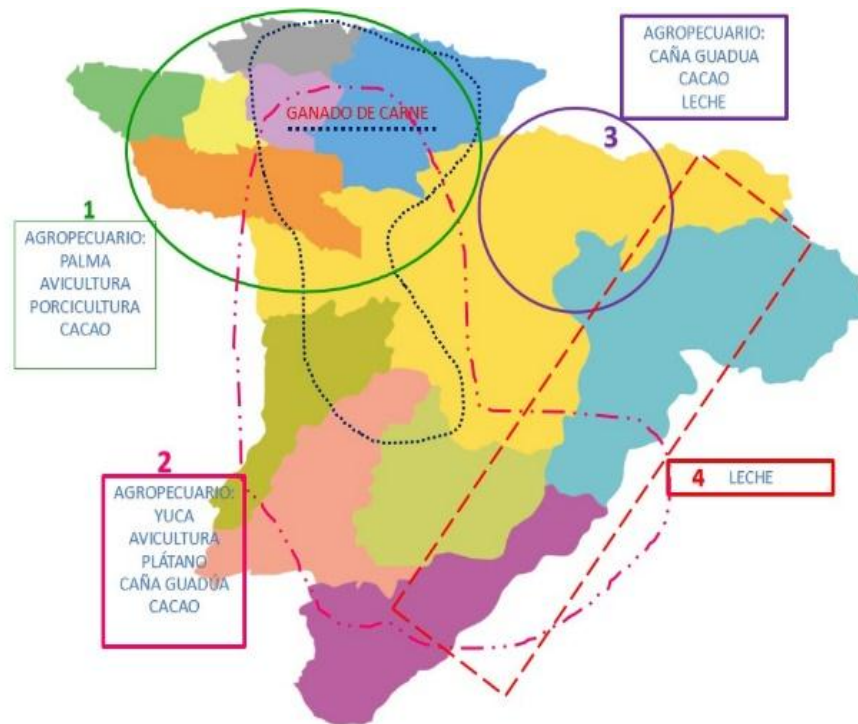 AGROPECUARIO:
CAÑA GUADUA
CACAO
LECHE
3
GANADO DE CARNE
1
AGROPECUARIO:
PALMA
AVICULTURA
PORCICULTURA
CACAO
2
AGROPECUARIO:
YUCA
AVICULTURA
PLÁTANO
CAÑA GUADÚA
CACAO
4 LECHE